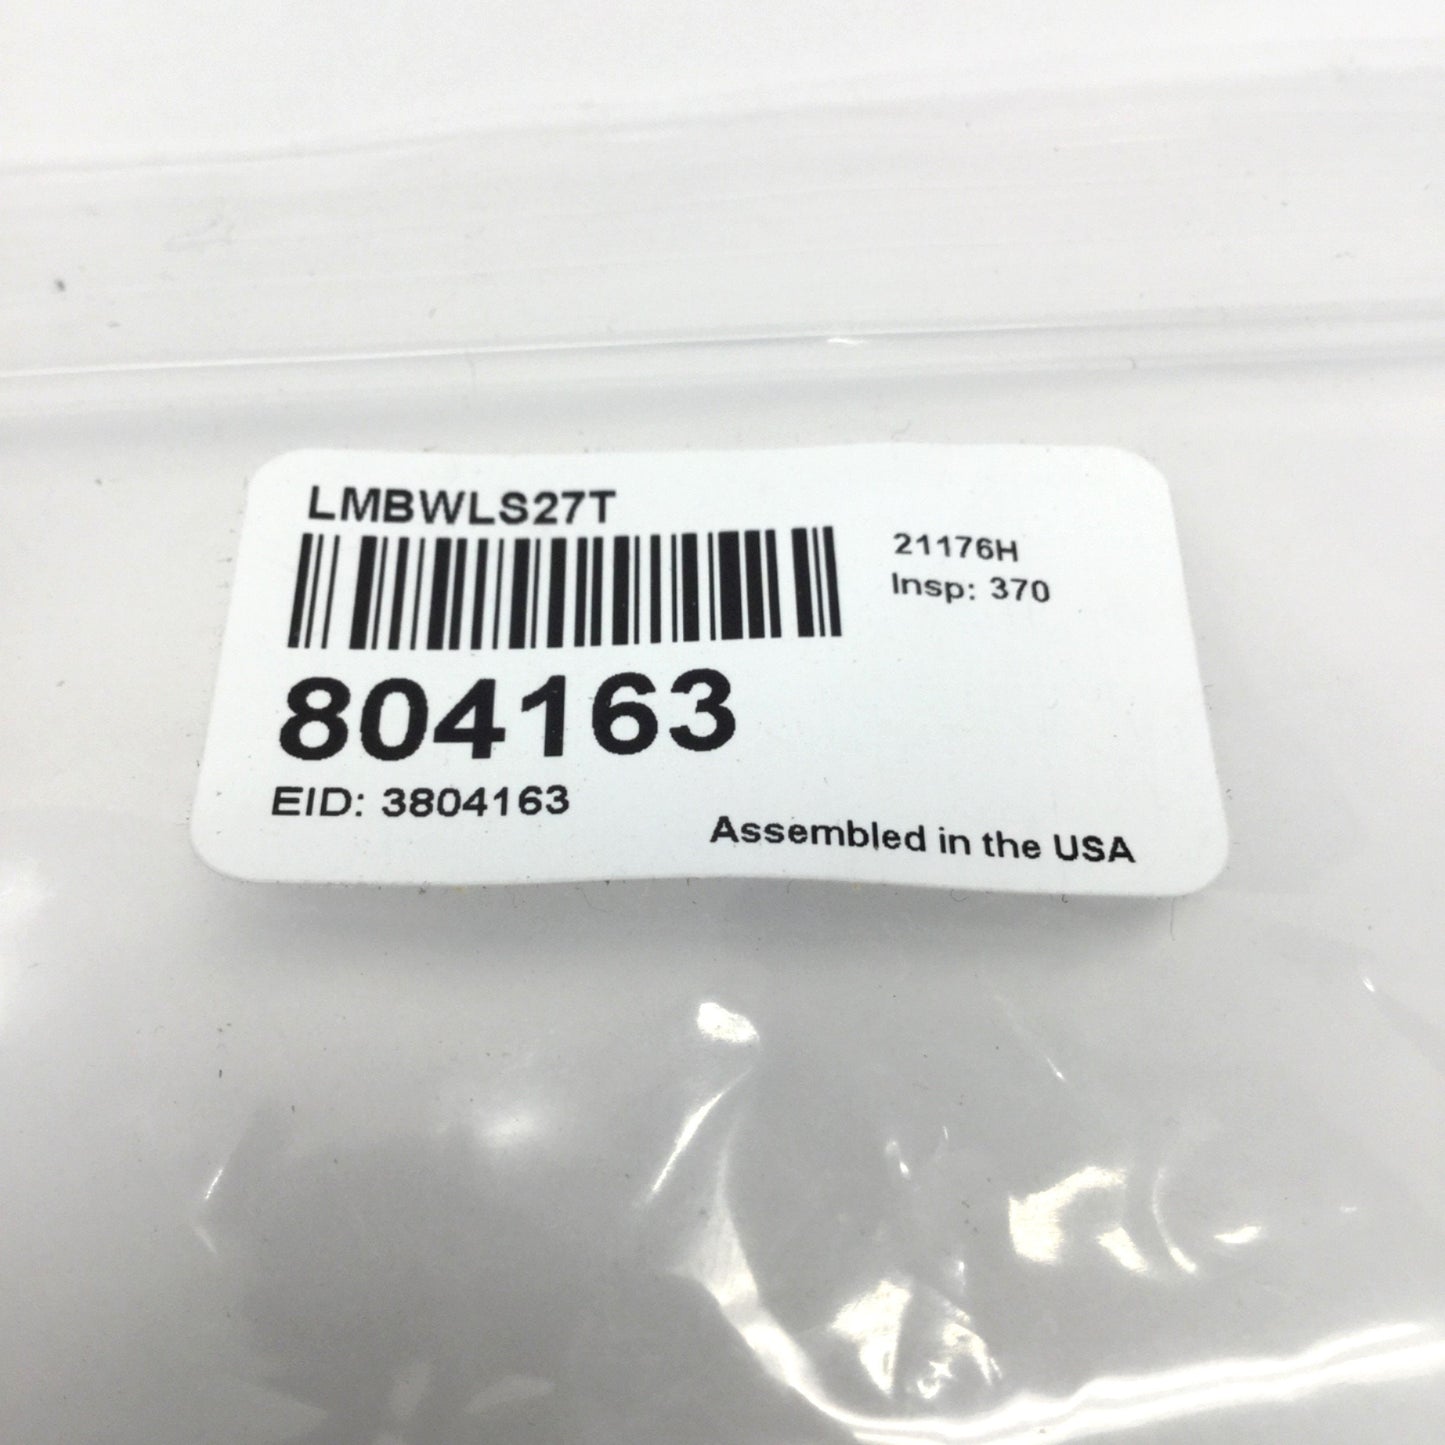 LMBWLS27T
21176H
Insp: 370
804163
EID: 3804163
Assembled in the USA